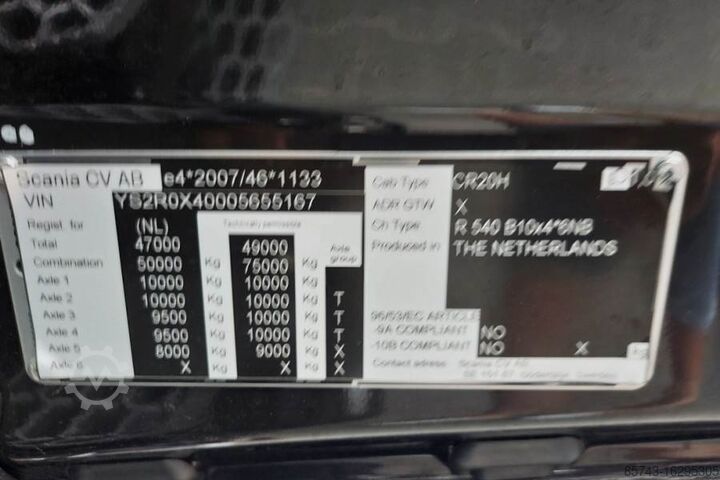 Scania CV AB e4*2007/46*1133
VIN YS2R0X40005655167
Regist. for (NL) Technically permissible
Total 47000 49000 Axle group
Combination 50000 Kg 75000 Kg
Axle 1 10000 Kg 10000 Kg
Axle 2 10000 Kg 10000 Kg T
Axle 3 9500 Kg 10000 Kg T
Axle 4 9500 Kg 10000 Kg T
Axle 5 8000 Kg 9000 Kg X
Axle 6 X Kg X Kg X
Cab Type CR20H
ADR GTW X
Ch Type R 540 B10x4*6NB
Produced in THE NETHERLANDS
96/53/EC ARTICLE
-9A COMPLIANT NO
-10B COMPLIANT NO X
Contact adress Scania CV AB
65743-16295305